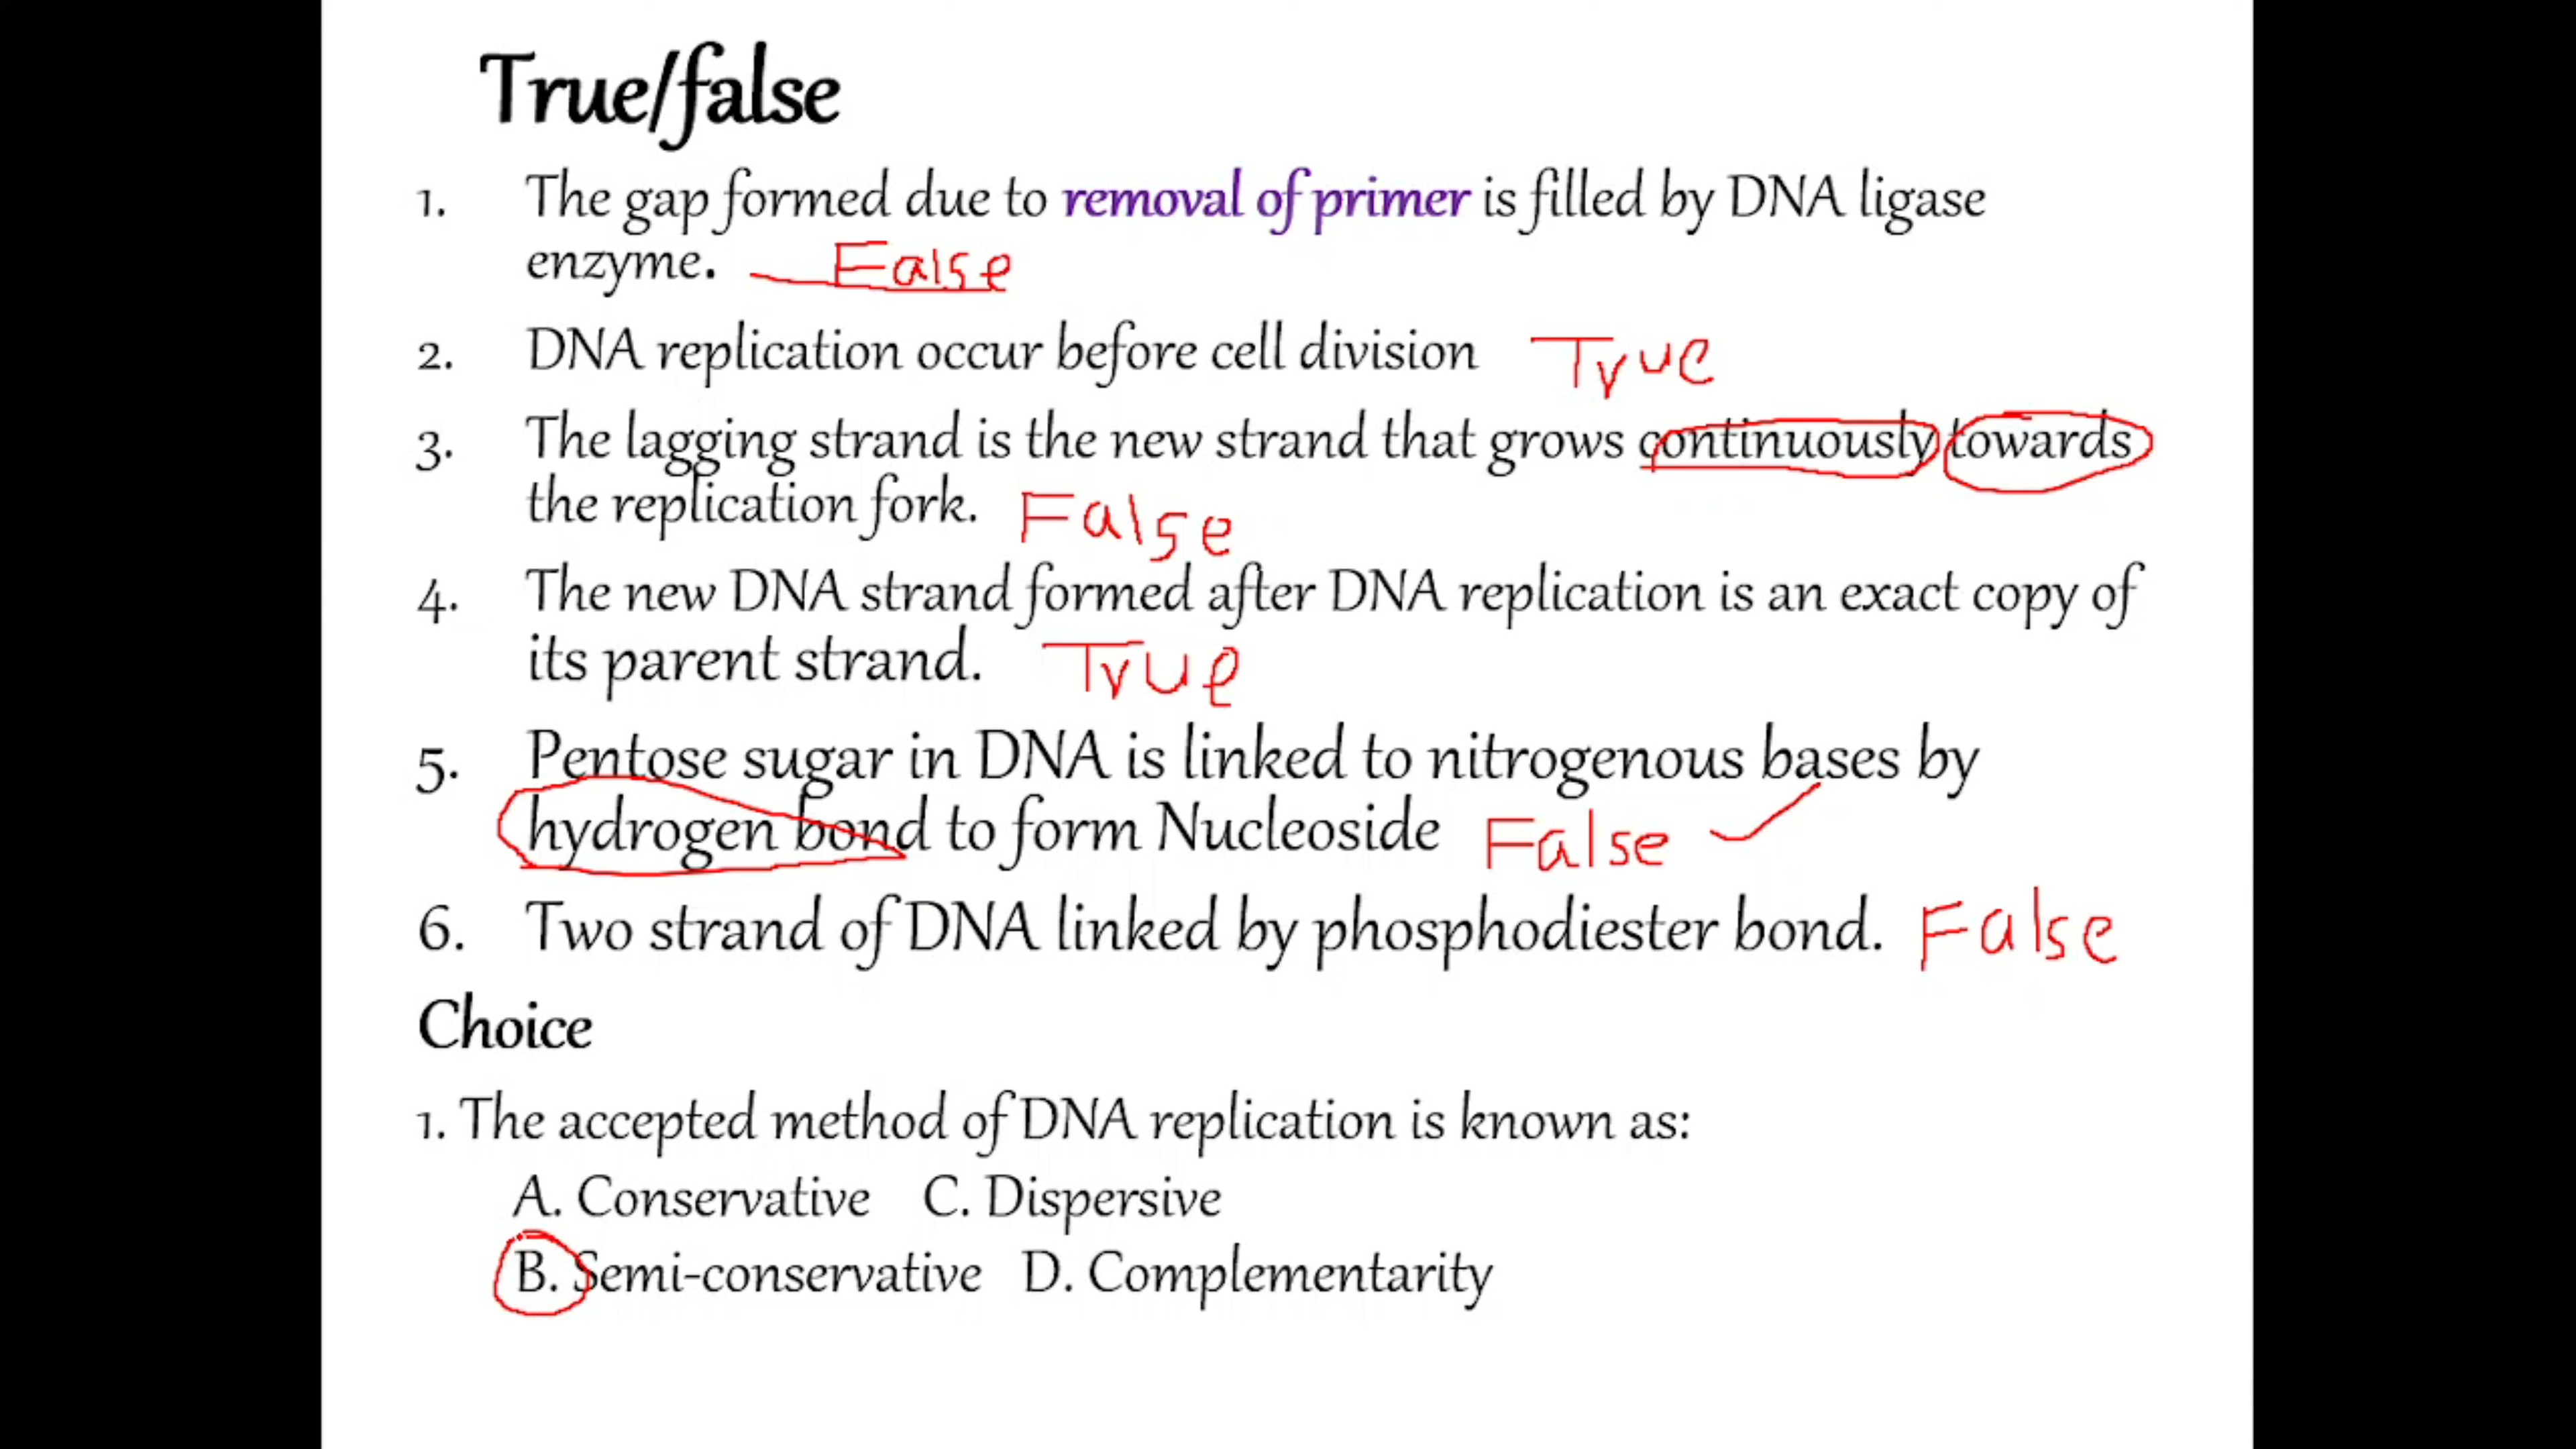 True/false
1. The gap formed due to removal of primer is filled by DNA ligase
enzyme. False
2. DNA replication occur before cell division True
3. The lagging strand is the new strand that grows continuously towards
the replication fork. False
4. The new DNA strand formed after DNA replication is an exact copy of
its parent strand. True
5. Pentose sugar in DNA is linked to nitrogenous bases by
hydrogen bond to form Nucleoside False
6. Two strand of DNA linked by phosphodiester bond. False
Choice
1. The accepted method of DNA replication is known as:
A. Conservative C. Dispersive
B. Semi-conservative D. Complementarity